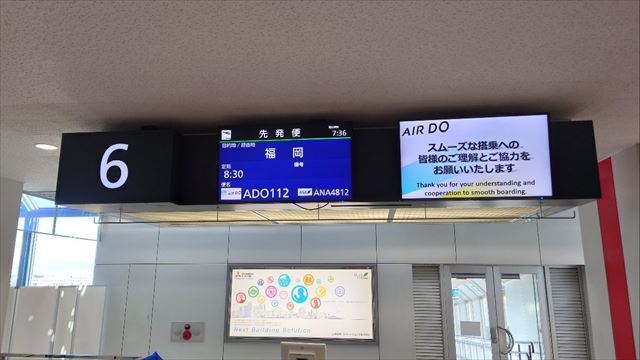 6
先発便
7:36
目的地/経由地
福岡
定刻
備考
8:30
便名
ADO112
ANA4812
AIR DO
スムーズな搭乗への
皆様のご理解とご協力を
お願いいたします
Thank you for your understanding and
cooperation to smooth boarding.
Next Building Solution